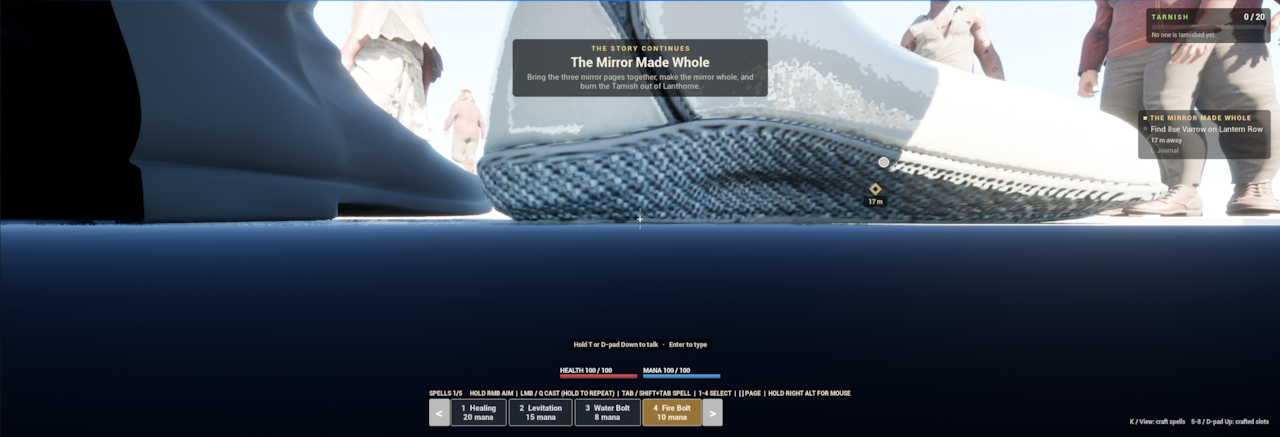 THE STORY CONTINUES
The Mirror Made Whole
Bring the three mirror pages together, make the mirror whole, and
burn the Tarnish out of Lanthorne.
TARNISH 0 / 20
No one is tarnished yet.
THE MIRROR MADE WHOLE
Find Ilse Varrow on Lantern Row
17 m away
Journal
17 m
Hold T or D-pad Down to talk · Enter to type
HEALTH 100 / 100 MANA 100 / 100
SPELLS 1/5 HOLD RMB AIM | LMB / Q CAST (HOLD TO REPEAT) | TAB / SHIFT+TAB SPELL | 1-4 SELECT | [ ] PAGE | HOLD RIGHT ALT FOR MOUSE
< 1 Healing 2 Levitation 3 Water Bolt 4 Fire Bolt >
20 mana 15 mana 8 mana 10 mana
K / View: craft spells 5-8 / D-pad Up: crafted slots